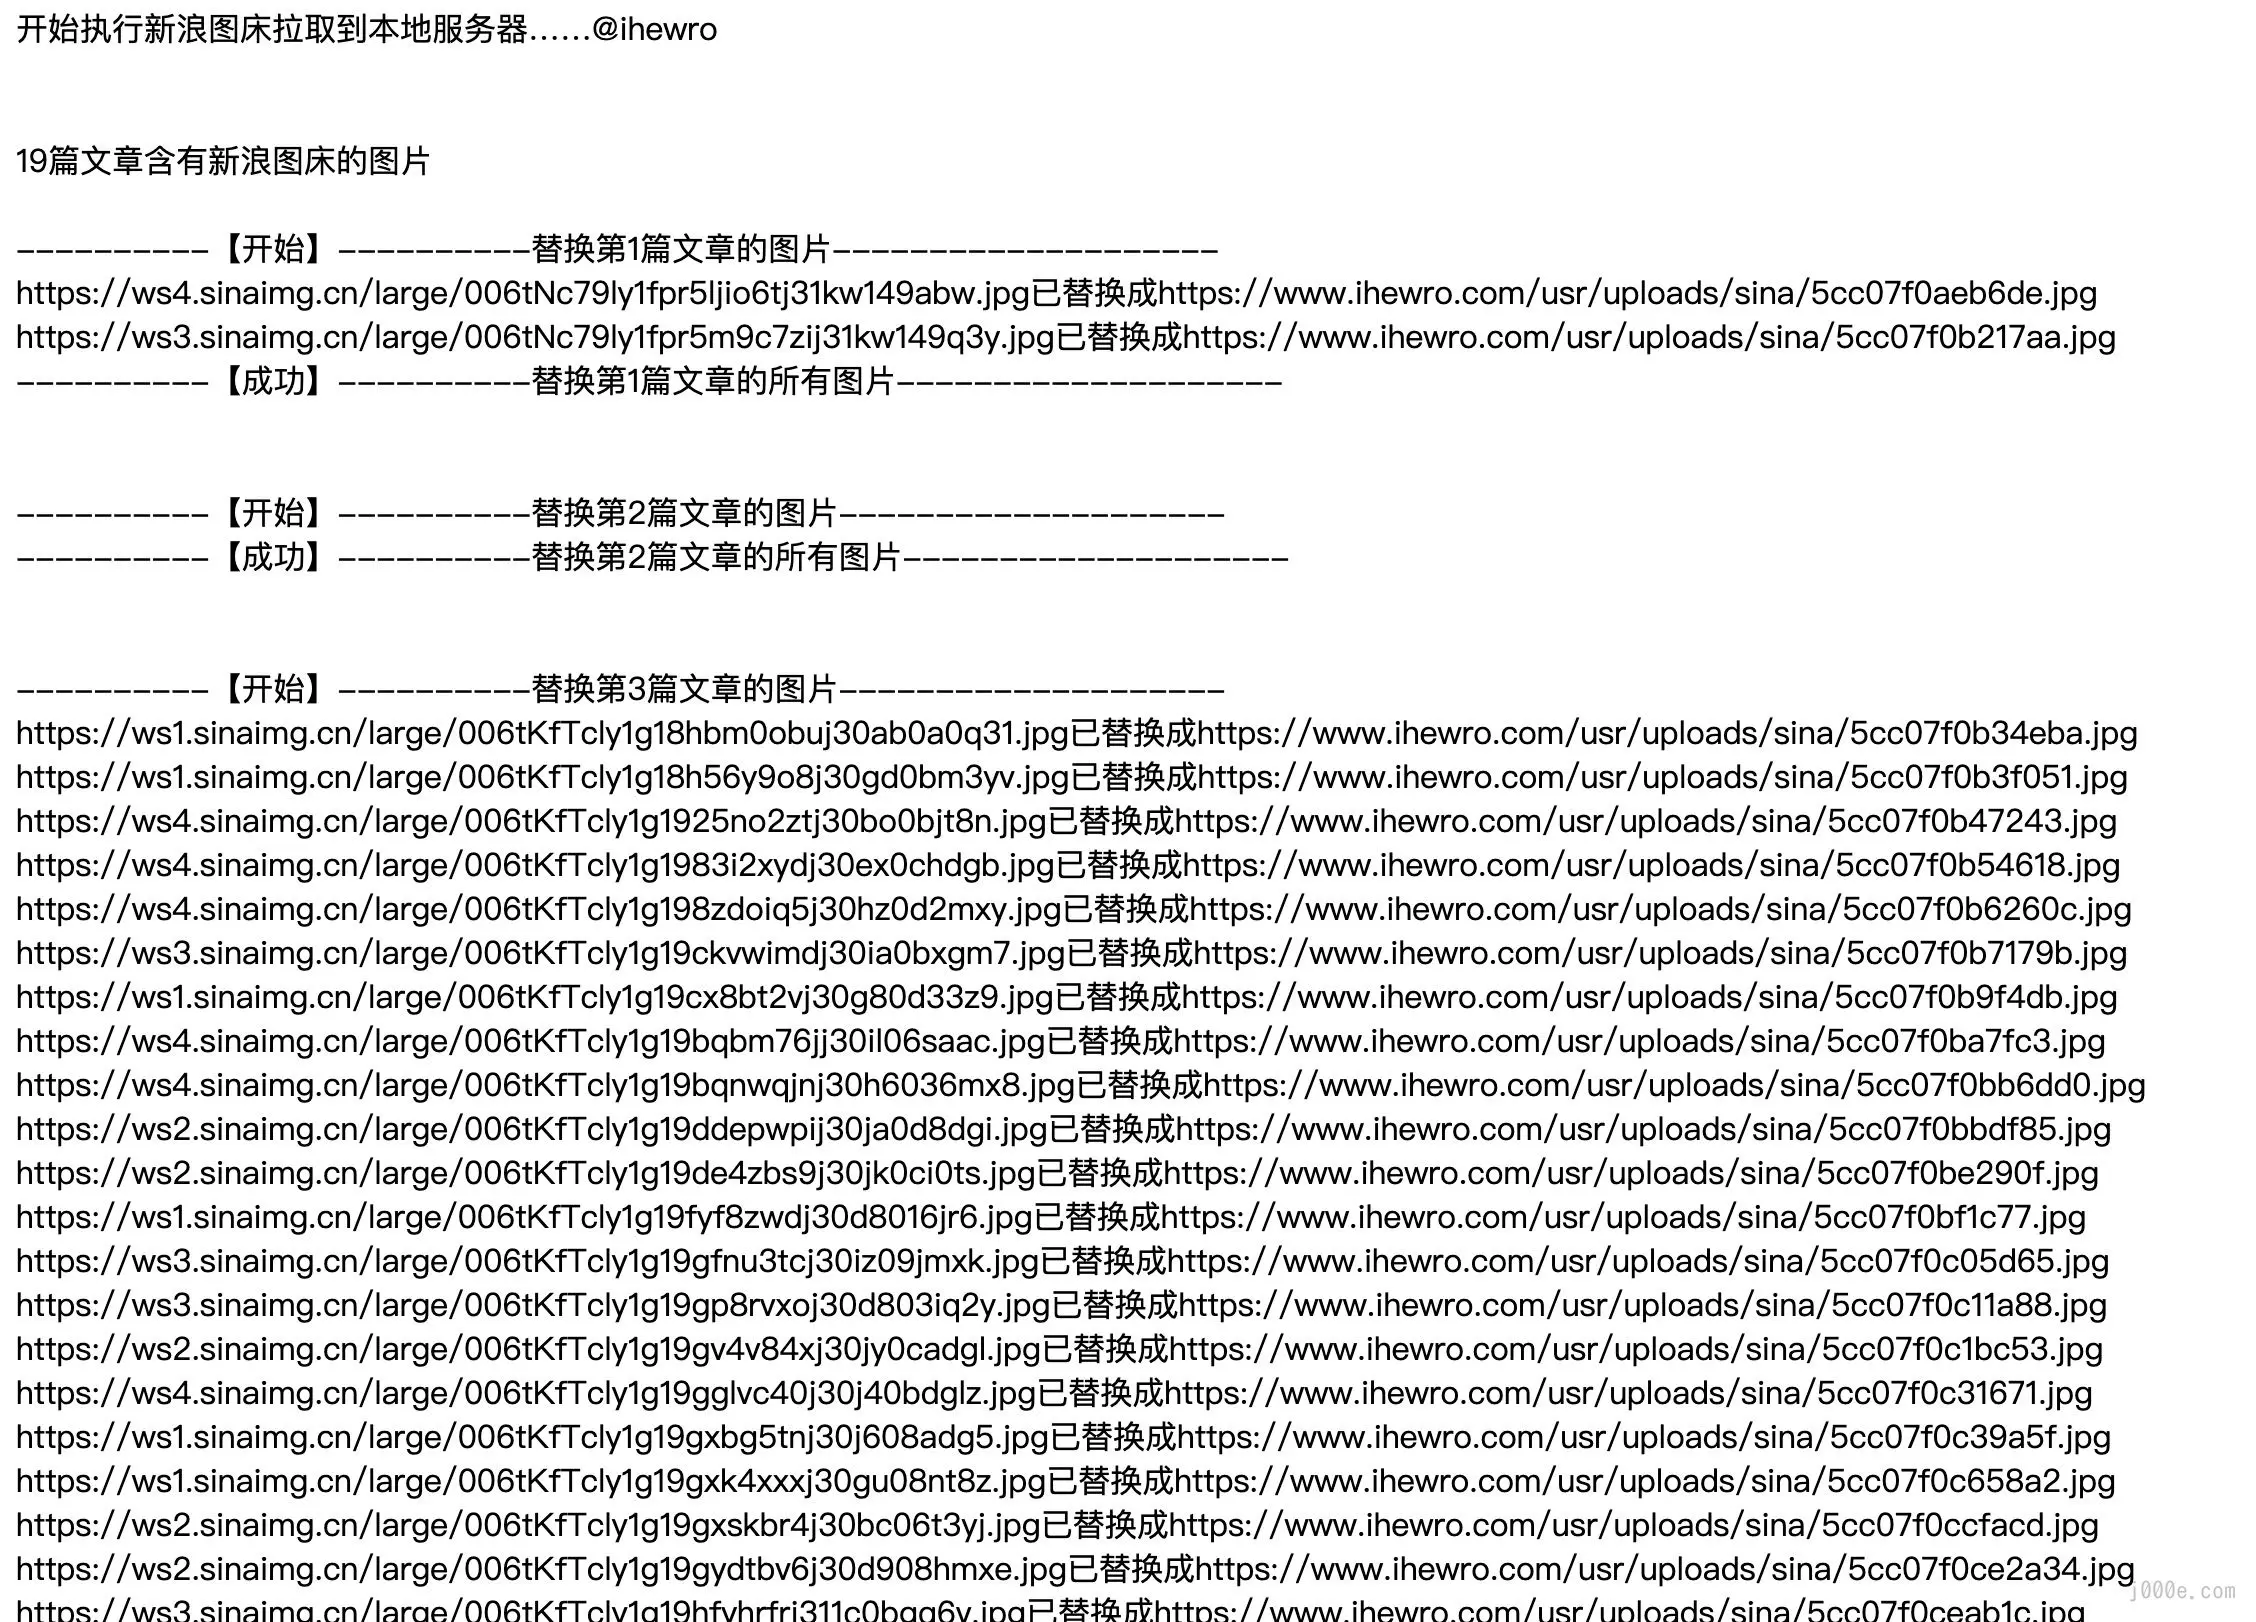 开始执行新浪图床拉取到本地服务器......@ihewro
19篇文章含有新浪图床的图片
----------【开始】----------替换第1篇文章的图片--------------------
https://ws4.sinaimg.cn/large/006tNc79ly1fpr5ljio6tj31kw149abw.jpg已替换成https://www.ihewro.com/usr/uploads/sina/5cc07f0aeb6de.jpg
https://ws3.sinaimg.cn/large/006tNc79ly1fpr5m9c7zij31kw149q3y.jpg已替换成https://www.ihewro.com/usr/uploads/sina/5cc07f0b217aa.jpg
----------【成功】----------替换第1篇文章的所有图片--------------------
----------【开始】----------替换第2篇文章的图片--------------------
----------【成功】----------替换第2篇文章的所有图片--------------------
----------【开始】----------替换第3篇文章的图片--------------------
https://ws1.sinaimg.cn/large/006tKfTcly1g18hbm0obuj30ab0a0q31.jpg已替换成https://www.ihewro.com/usr/uploads/sina/5cc07f0b34eba.jpg
https://ws1.sinaimg.cn/large/006tKfTcly1g18h56y9o8j30gd0bm3yv.jpg已替换成https://www.ihewro.com/usr/uploads/sina/5cc07f0b3f051.jpg
https://ws4.sinaimg.cn/large/006tKfTcly1g1925no2ztj30bo0bjt8n.jpg已替换成https://www.ihewro.com/usr/uploads/sina/5cc07f0b47243.jpg
https://ws4.sinaimg.cn/large/006tKfTcly1g1983i2xydj30ex0chdgb.jpg已替换成https://www.ihewro.com/usr/uploads/sina/5cc07f0b54618.jpg
https://ws4.sinaimg.cn/large/006tKfTcly1g198zdoiq5j30hz0d2mxy.jpg已替换成https://www.ihewro.com/usr/uploads/sina/5cc07f0b6260c.jpg
https://ws3.sinaimg.cn/large/006tKfTcly1g19ckvwimdj30ia0bxgm7.jpg已替换成https://www.ihewro.com/usr/uploads/sina/5cc07f0b7179b.jpg
https://ws1.sinaimg.cn/large/006tKfTcly1g19cx8bt2vj30g80d33z9.jpg已替换成https://www.ihewro.com/usr/uploads/sina/5cc07f0b9f4db.jpg
https://ws4.sinaimg.cn/large/006tKfTcly1g19bqbm76jj30il06saac.jpg已替换成https://www.ihewro.com/usr/uploads/sina/5cc07f0ba7fc3.jpg
https://ws4.sinaimg.cn/large/006tKfTcly1g19bqnwqjnj30h6036mx8.jpg已替换成https://www.ihewro.com/usr/uploads/sina/5cc07f0bb6dd0.jpg
https://ws2.sinaimg.cn/large/006tKfTcly1g19ddepwpij30ja0d8dgi.jpg已替换成https://www.ihewro.com/usr/uploads/sina/5cc07f0bbdf85.jpg
https://ws2.sinaimg.cn/large/006tKfTcly1g19de4zbs9j30jk0ci0ts.jpg已替换成https://www.ihewro.com/usr/uploads/sina/5cc07f0be290f.jpg
https://ws1.sinaimg.cn/large/006tKfTcly1g19fyf8zwdj30d8016jr6.jpg已替换成https://www.ihewro.com/usr/uploads/sina/5cc07f0bf1c77.jpg
https://ws3.sinaimg.cn/large/006tKfTcly1g19gfnu3tcj30iz09jmxk.jpg已替换成https://www.ihewro.com/usr/uploads/sina/5cc07f0c05d65.jpg
https://ws3.sinaimg.cn/large/006tKfTcly1g19gp8rvxoj30d803iq2y.jpg已替换成https://www.ihewro.com/usr/uploads/sina/5cc07f0c11a88.jpg
https://ws2.sinaimg.cn/large/006tKfTcly1g19gv4v84xj30jy0cadgl.jpg已替换成https://www.ihewro.com/usr/uploads/sina/5cc07f0c1bc53.jpg
https://ws4.sinaimg.cn/large/006tKfTcly1g19gglvc40j30j40bdglz.jpg已替换成https://www.ihewro.com/usr/uploads/sina/5cc07f0c31671.jpg
https://ws1.sinaimg.cn/large/006tKfTcly1g19gxbg5tnj30j608adg5.jpg已替换成https://www.ihewro.com/usr/uploads/sina/5cc07f0c39a5f.jpg
https://ws1.sinaimg.cn/large/006tKfTcly1g19gxk4xxxj30gu08nt8z.jpg已替换成https://www.ihewro.com/usr/uploads/sina/5cc07f0c658a2.jpg
https://ws2.sinaimg.cn/large/006tKfTcly1g19gxskbr4j30bc06t3yj.jpg已替换成https://www.ihewro.com/usr/uploads/sina/5cc07f0ccfacd.jpg
https://ws2.sinaimg.cn/large/006tKfTcly1g19gydtbv6j30d908hmxe.jpg已替换成https://www.ihewro.com/usr/uploads/sina/5cc07f0ce2a34.jpg
j000e.com